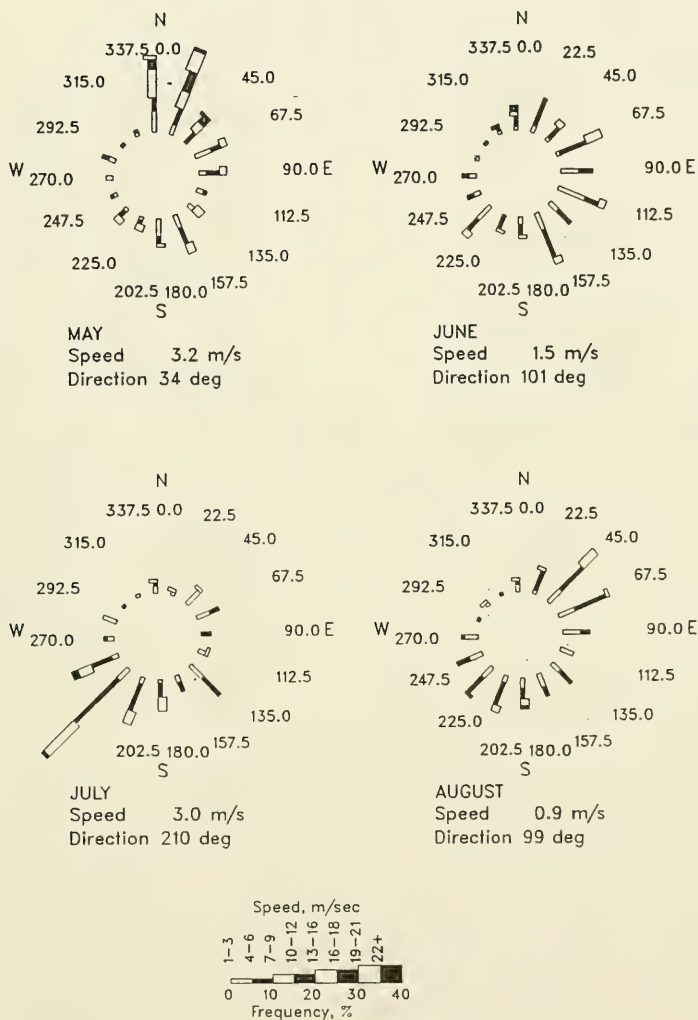 N
337.5 0.0
315.0 45.0
292.5 67.5
W 270.0 90.0 E
247.5 112.5
225.0 135.0
202.5 180.0 157.5
S
MAY
Speed 3.2 m/s
Direction 34 deg
N
337.5 0.0 22.5
315.0 45.0
292.5 67.5
W 270.0 90.0 E
247.5 112.5
225.0 135.0
202.5 180.0 157.5
S
JUNE
Speed 1.5 m/s
Direction 101 deg
N
337.5 0.0 22.5
315.0 45.0
292.5 67.5
W 270.0 90.0 E
112.5
135.0
202.5 180.0 157.5
S
JULY
Speed 3.0 m/s
Direction 210 deg
N
337.5 0.0 22.5
315.0 45.0
292.5 67.5
W 270.0 90.0 E
247.5 112.5
225.0 135.0
202.5 180.0 157.5
S
AUGUST
Speed 0.9 m/s
Direction 99 deg
Speed, m/sec
1-3 4-6 7-9 10-12 13-16 16-18 19-21 22+
0 10 20 30 40
Frequency, %